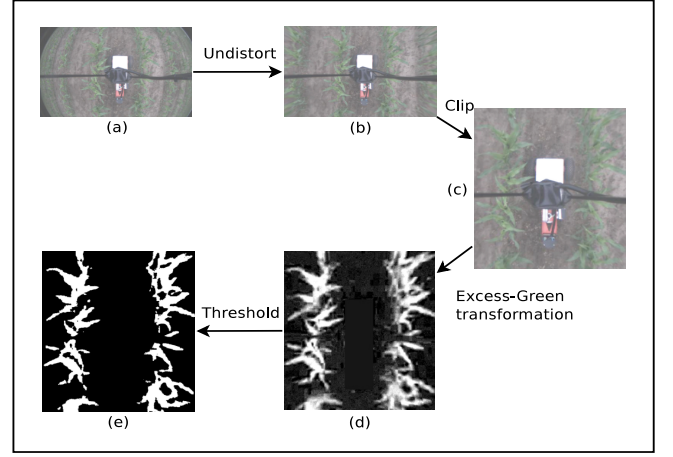 Undistort
(a)
(b)
Clip
(c)
Excess-Green
transformation
Threshold
(e)
(d)